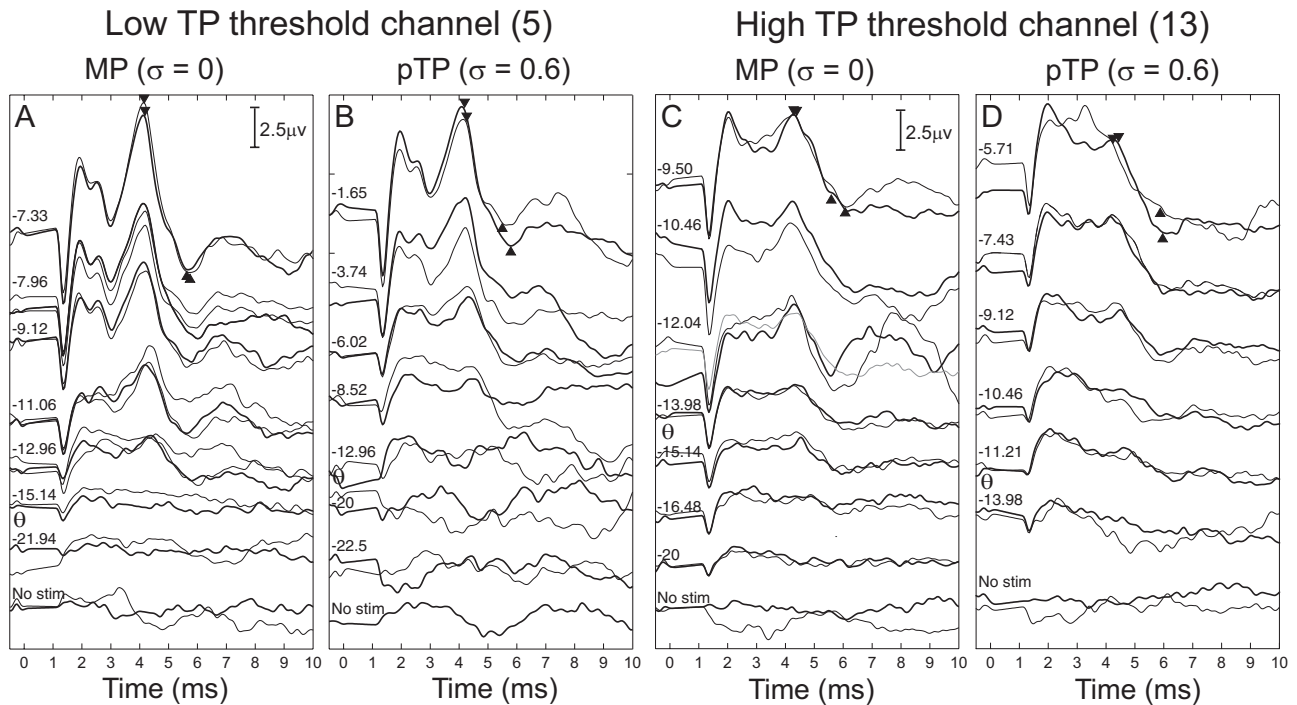 Low TP threshold channel (5)
High TP threshold channel (13)
MP (σ = 0)
pTP (σ = 0.6)
MP (σ = 0)
pTP (σ = 0.6)
A
2.5μv
-7.33
-7.96
-9.12
-11.06
-12.96
-15.14
θ
-21.94
No stim
0 1 2 3 4 5 6 7 8 9 10
Time (ms)
B
-1.65
-3.74
-6.02
-8.52
-12.96
θ
-20
-22.5
No stim
0 1 2 3 4 5 6 7 8 9 10
Time (ms)
C
2.5μv
-9.50
-10.46
-12.04
-13.98
θ
-15.14
-16.48
-20
No stim
0 1 2 3 4 5 6 7 8 9 10
Time (ms)
D
-5.71
-7.43
-9.12
-10.46
-11.21
θ
-13.98
No stim
0 1 2 3 4 5 6 7 8 9 10
Time (ms)